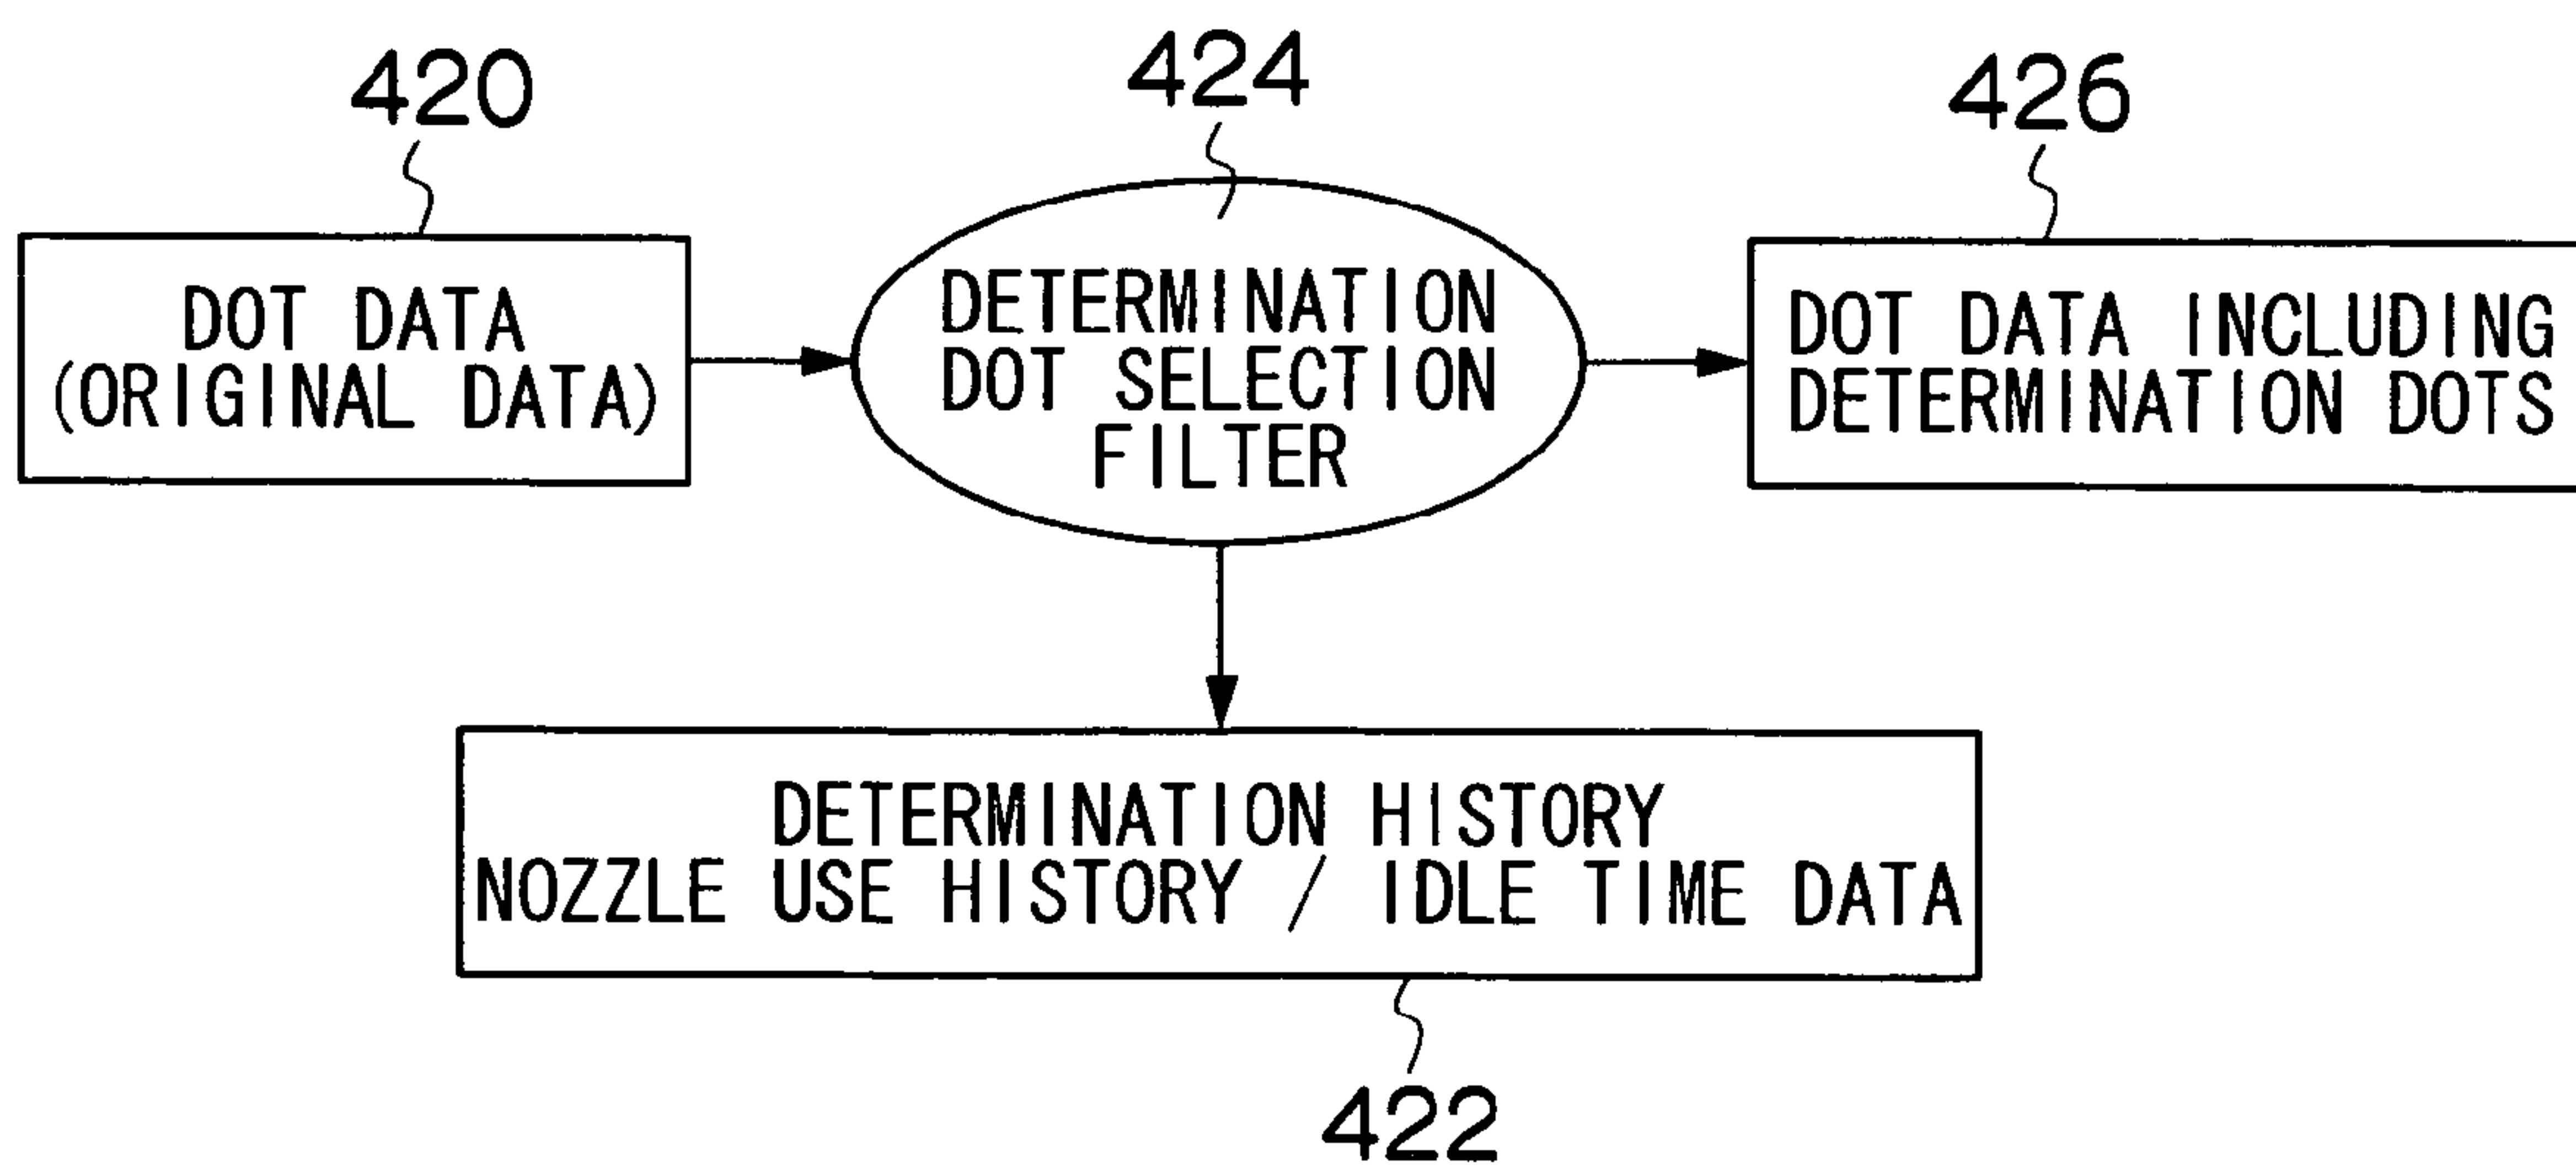 420
424
426
DOT DATA
(ORIGINAL DATA)
DETERMINATION
DOT SELECTION
FILTER
DOT DATA INCLUDING
DETERMINATION DOTS
DETERMINATION HISTORY
NOZZLE USE HISTORY / IDLE TIME DATA
422